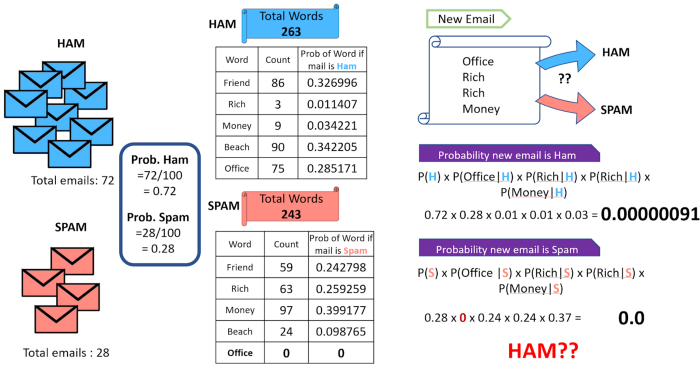 HAM
Total emails: 72
SPAM
Total emails : 28
Prob. Ham
=72/100
= 0.72
Prob. Spam
=28/100
= 0.28
HAM
Total Words
263
Word Count Prob of Word if mail is Ham
Friend 86 0.326996
Rich 3 0.011407
Money 9 0.034221
Beach 90 0.342205
Office 75 0.285171
SPAM
Total Words
243
Word Count Prob of Word if mail is Spam
Friend 59 0.242798
Rich 63 0.259259
Money 97 0.399177
Beach 24 0.098765
Office 0 0
New Email
Office
Rich
Rich
Money
HAM
??
SPAM
Probability new email is Ham
P(H) x P(Office|H) x P(Rich|H) x P(Rich|H) x
P(Money|H)
0.72 x 0.28 x 0.01 x 0.01 x 0.03 = 0.00000091
Probability new email is Spam
P(S) x P(Office |S) x P(Rich|S) x P(Rich|S) x
P(Money|S)
0.28 x 0 x 0.24 x 0.24 x 0.37 = 0.0
HAM??